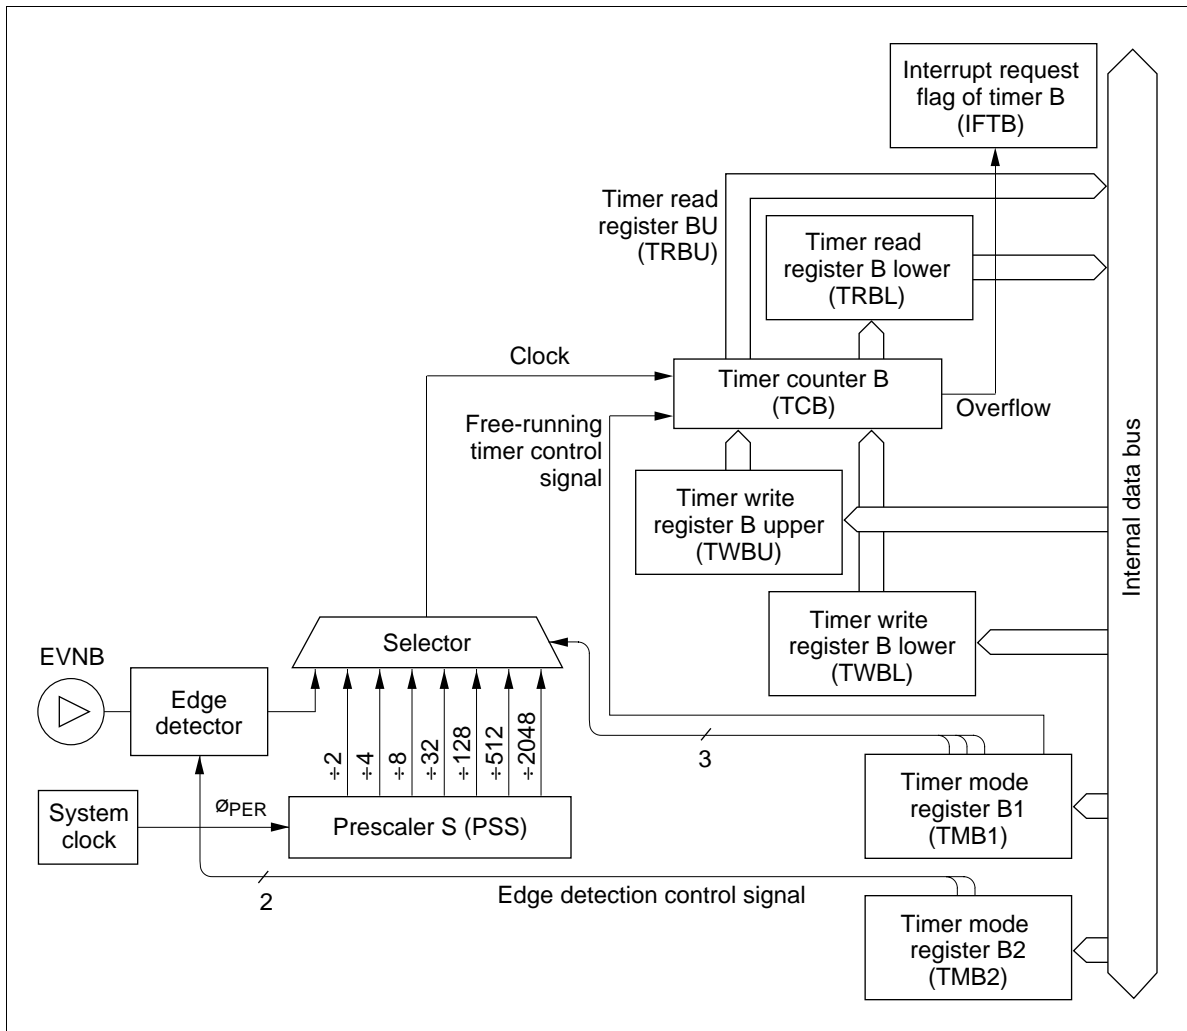 Interrupt request
flag of timer B
(IFTB)
Timer read
register BU
(TRBU)
Timer read
register B lower
(TRBL)
Clock
Timer counter B
(TCB)
Overflow
Free-running
timer control
signal
Timer write
register B upper
(TWBU)
Internal data bus
Timer write
register B lower
(TWBL)
Selector
EVNB
Edge
detector
÷2
÷4
÷8
÷32
÷128
÷512
÷2048
3
Timer mode
register B1
(TMB1)
System
clock
øPER
Prescaler S (PSS)
2
Edge detection control signal
Timer mode
register B2
(TMB2)